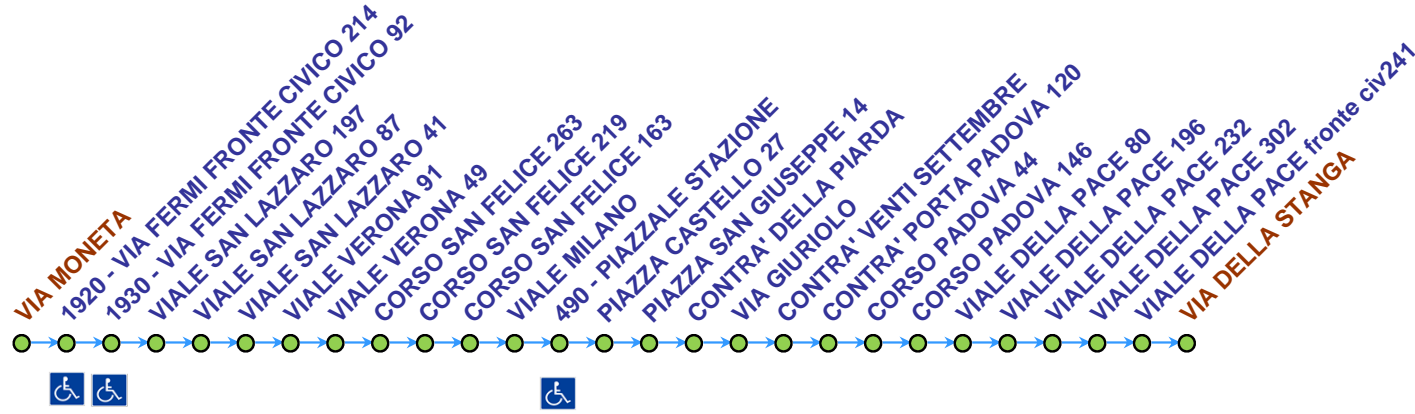 VIA MONETA
1920 - VIA FERMI FRONTE CIVICO 214
1930 - VIA FERMI FRONTE CIVICO 92
VIALE SAN LAZZARO 197
VIALE SAN LAZZARO 87
VIALE SAN LAZZARO 41
VIALE VERONA 91
VIALE VERONA 49
CORSO SAN FELICE 263
CORSO SAN FELICE 219
CORSO SAN FELICE 163
VIALE MILANO
490 - PIAZZALE STAZIONE
PIAZZA CASTELLO 27
PIAZZA SAN GIUSEPPE 14
CONTRA' DELLA PIARDA
VIA GIURIOLO
CONTRA' VENTI SETTEMBRE
CONTRA' PORTA PADOVA 120
CORSO PADOVA 44
CORSO PADOVA 146
VIALE DELLA PACE 80
VIALE DELLA PACE 196
VIALE DELLA PACE 232
VIALE DELLA PACE 302
VIALE DELLA PACE fronte civ241
VIA DELLA STANGA